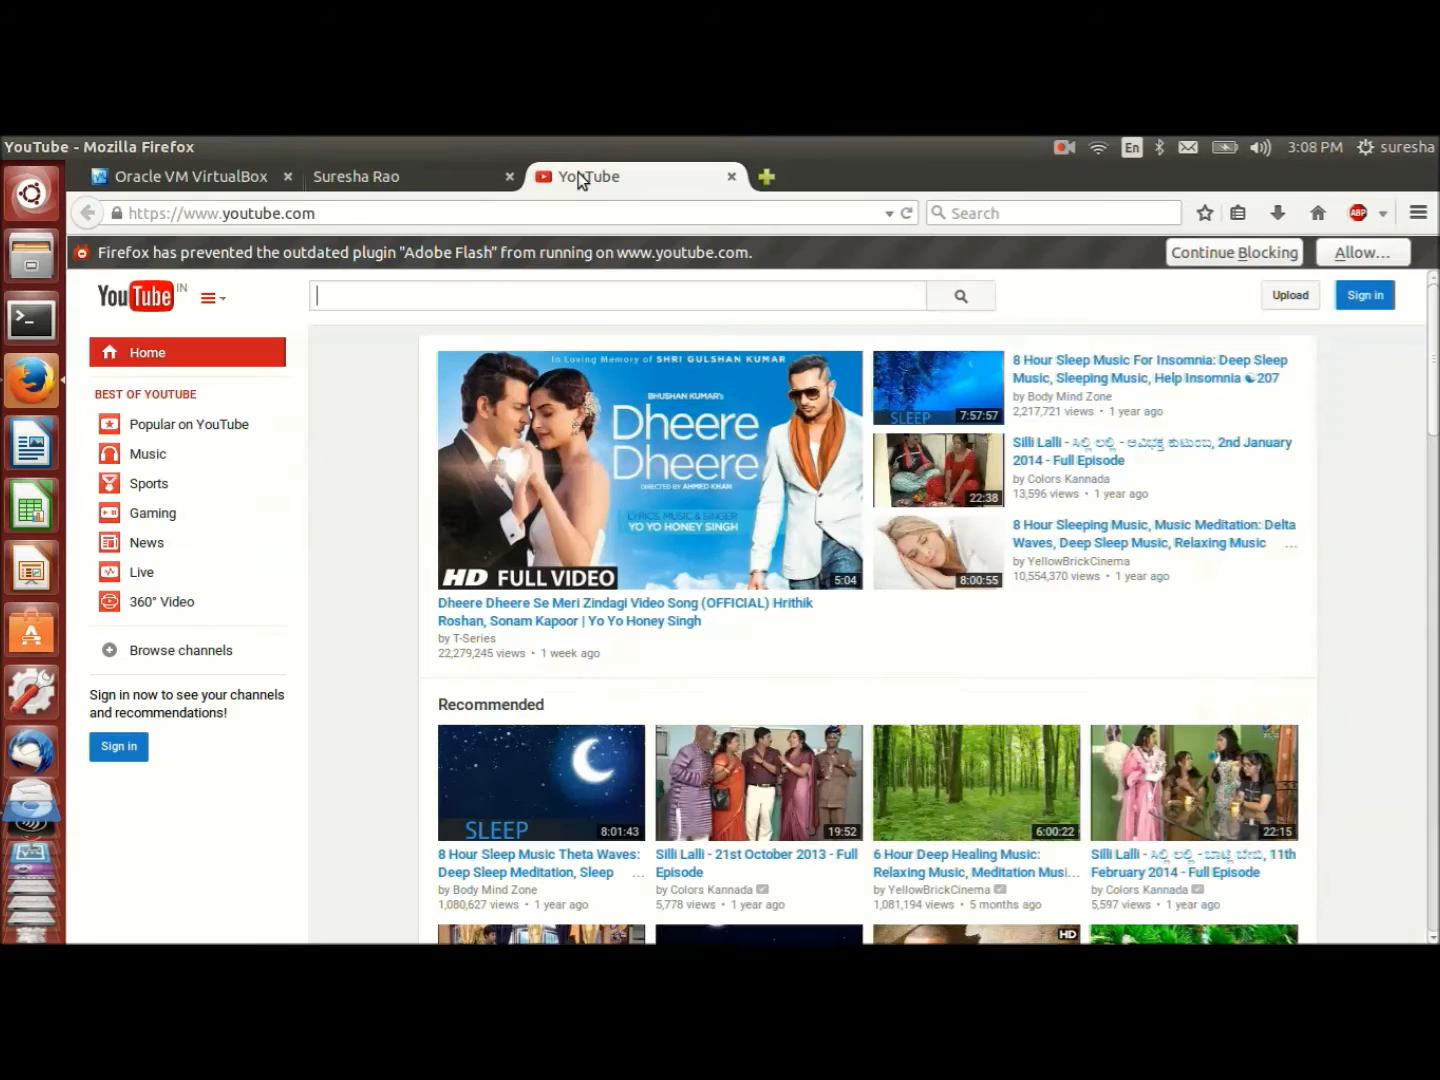 YouTube - Mozilla Firefox
En
3:08 PM
suresha
Oracle VM VirtualBox
Suresha Rao
YouTube
https://www.youtube.com
Search
ABP
Firefox has prevented the outdated plugin "Adobe Flash" from running on www.youtube.com.
Continue Blocking
Allow...
YouTube IN
Upload
Sign in
Home
BEST OF YOUTUBE
Popular on YouTube
Music
Sports
Gaming
News
Live
360° Video
Browse channels
Sign in now to see your channels
and recommendations!
Sign in
In Loving Memory of SHRI GULSHAN KUMAR
BHUSHAN KUMAR's
Dheere
Dheere
DIRECTED BY AHMED KHAN
LYRICS, MUSIC & SINGER
YO YO HONEY SINGH
HD FULL VIDEO
5:04
Dheere Dheere Se Meri Zindagi Video Song (OFFICIAL) Hrithik
Roshan, Sonam Kapoor | Yo Yo Honey Singh
by T-Series
22,279,245 views • 1 week ago
SLEEP
7:57:57
8 Hour Sleep Music For Insomnia: Deep Sleep
Music, Sleeping Music, Help Insomnia ☯207
by Body Mind Zone
2,217,721 views • 1 year ago
22:38
Silli Lalli - ಸಿಲ್ಲಿ ಲಲ್ಲಿ - ಅವಿಭಕ್ತ ಕುಟುಂಬ, 2nd January
2014 - Full Episode
by Colors Kannada
13,596 views • 1 year ago
8:00:55
8 Hour Sleeping Music, Music Meditation: Delta
Waves, Deep Sleep Music, Relaxing Music ...
by YellowBrickCinema
10,554,370 views • 1 year ago
Recommended
SLEEP
8:01:43
8 Hour Sleep Music Theta Waves:
Deep Sleep Meditation, Sleep ...
by Body Mind Zone
1,080,627 views • 1 year ago
19:52
Silli Lalli - 21st October 2013 - Full
Episode
by Colors Kannada
5,778 views • 1 year ago
6:00:22
6 Hour Deep Healing Music:
Relaxing Music, Meditation Musi...
by YellowBrickCinema
1,081,194 views • 5 months ago
22:15
Silli Lalli - ಸಿಲ್ಲಿ ಲಲ್ಲಿ - 11th
February 2014 - Full Episode
by Colors Kannada
5,597 views • 1 year ago
HD